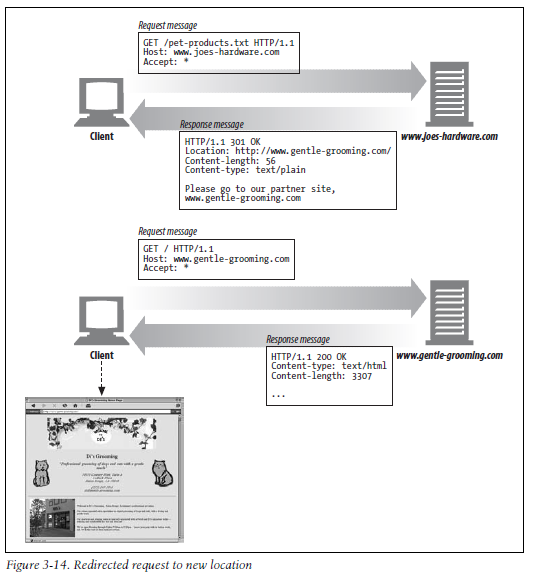 Request message
GET /pet-products.txt HTTP/1.1
Host: www.joes-hardware.com
Accept: *
Client
www.joes-hardware.com
Response message
HTTP/1.1 301 OK
Location: http://www.gentle-grooming.com/
Content-length: 56
Content-type: text/plain
Please go to our partner site,
www.gentle-grooming.com
Request message
GET / HTTP/1.1
Host: www.gentle-grooming.com
Accept: *
Client
www.gentle-grooming.com
Response message
HTTP/1.1 200 OK
Content-type: text/html
Content-length: 3307
...
Di's Grooming
"Professional grooming of dogs and cats with a gentle
touch"
Figure 3-14. Redirected request to new location